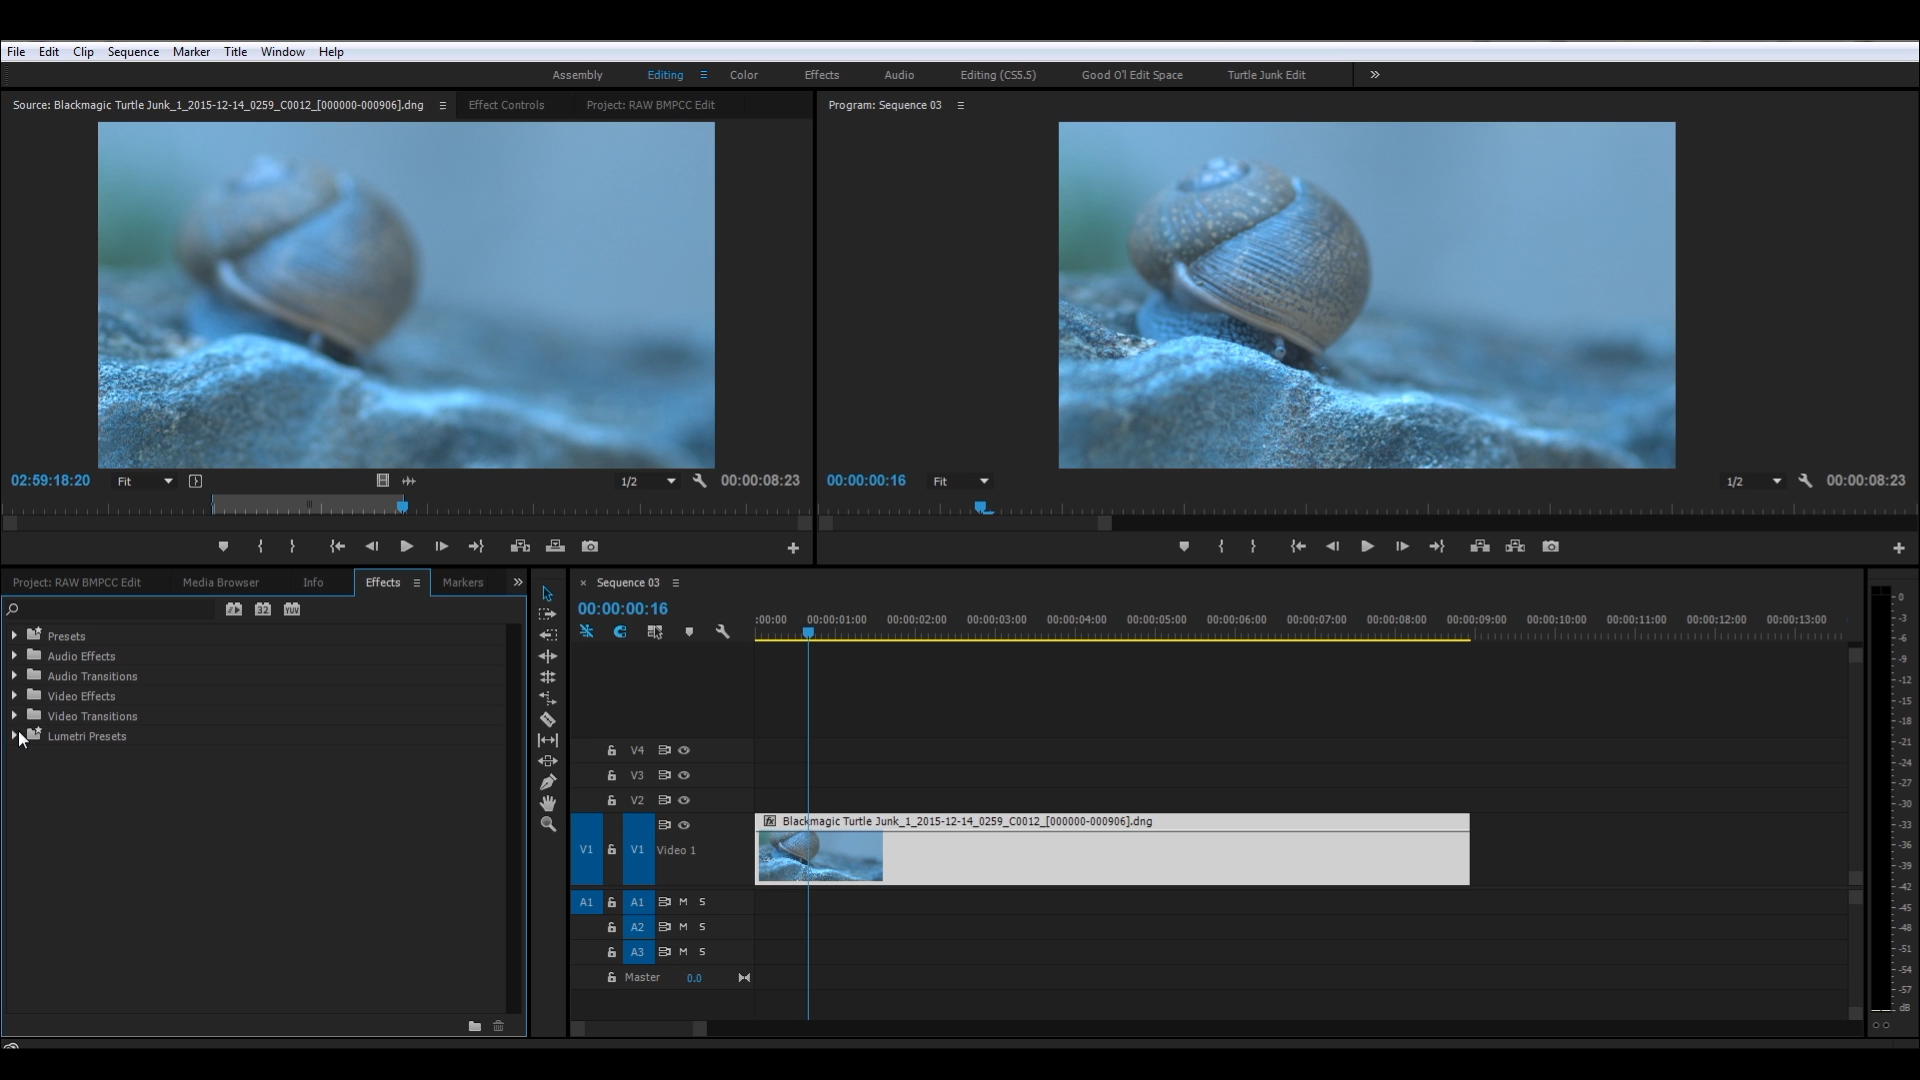 File Edit Clip Sequence Marker Title Window Help
Assembly Editing Color Effects Audio Editing (CS5.5) Good O'l Edit Space Turtle Junk Edit
Source: Blackmagic Turtle Junk_1_2015-12-14_0259_C0012_[000000-000906].dng Effect Controls Project: RAW BMPCC Edit
Program: Sequence 03
02:59:18:20 Fit 1/2 00:00:08:23
00:00:00:16 Fit 1/2 00:00:08:23
Project: RAW BMPCC Edit Media Browser Info Effects Markers
32 YUV
Presets
Audio Effects
Audio Transitions
Video Effects
Video Transitions
Lumetri Presets
× Sequence 03
00:00:00:16
:00:00 00:00:01:00 00:00:02:00 00:00:03:00 00:00:04:00 00:00:05:00 00:00:06:00 00:00:07:00 00:00:08:00 00:00:09:00 00:00:10:00 00:00:11:00 00:00:12:00 00:00:13:00
V4
V3
V2
fx Blackmagic Turtle Junk_1_2015-12-14_0259_C0012_[000000-000906].dng
V1 V1 Video 1
A1 A1 M S
A2 M S
A3 M S
Master 0.0
0
-3
-6
-9
-12
-15
-18
-21
-24
-27
-30
-33
-36
-39
-42
-45
-48
-51
-54
-57
dB